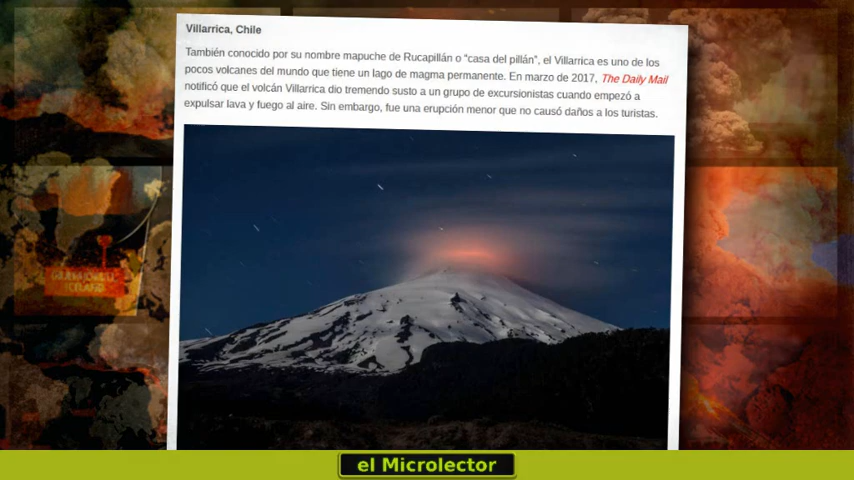 Villarrica, Chile
También conocido por su nombre mapuche de Rucapillán o “casa del pillán”, el Villarrica es uno de los
pocos volcanes del mundo que tiene un lago de magma permanente. En marzo de 2017, The Daily Mail
notificó que el volcán Villarrica dio tremendo susto a un grupo de excursionistas cuando empezó a
expulsar lava y fuego al aire. Sin embargo, fue una erupción menor que no causó daños a los turistas.
el Microlector